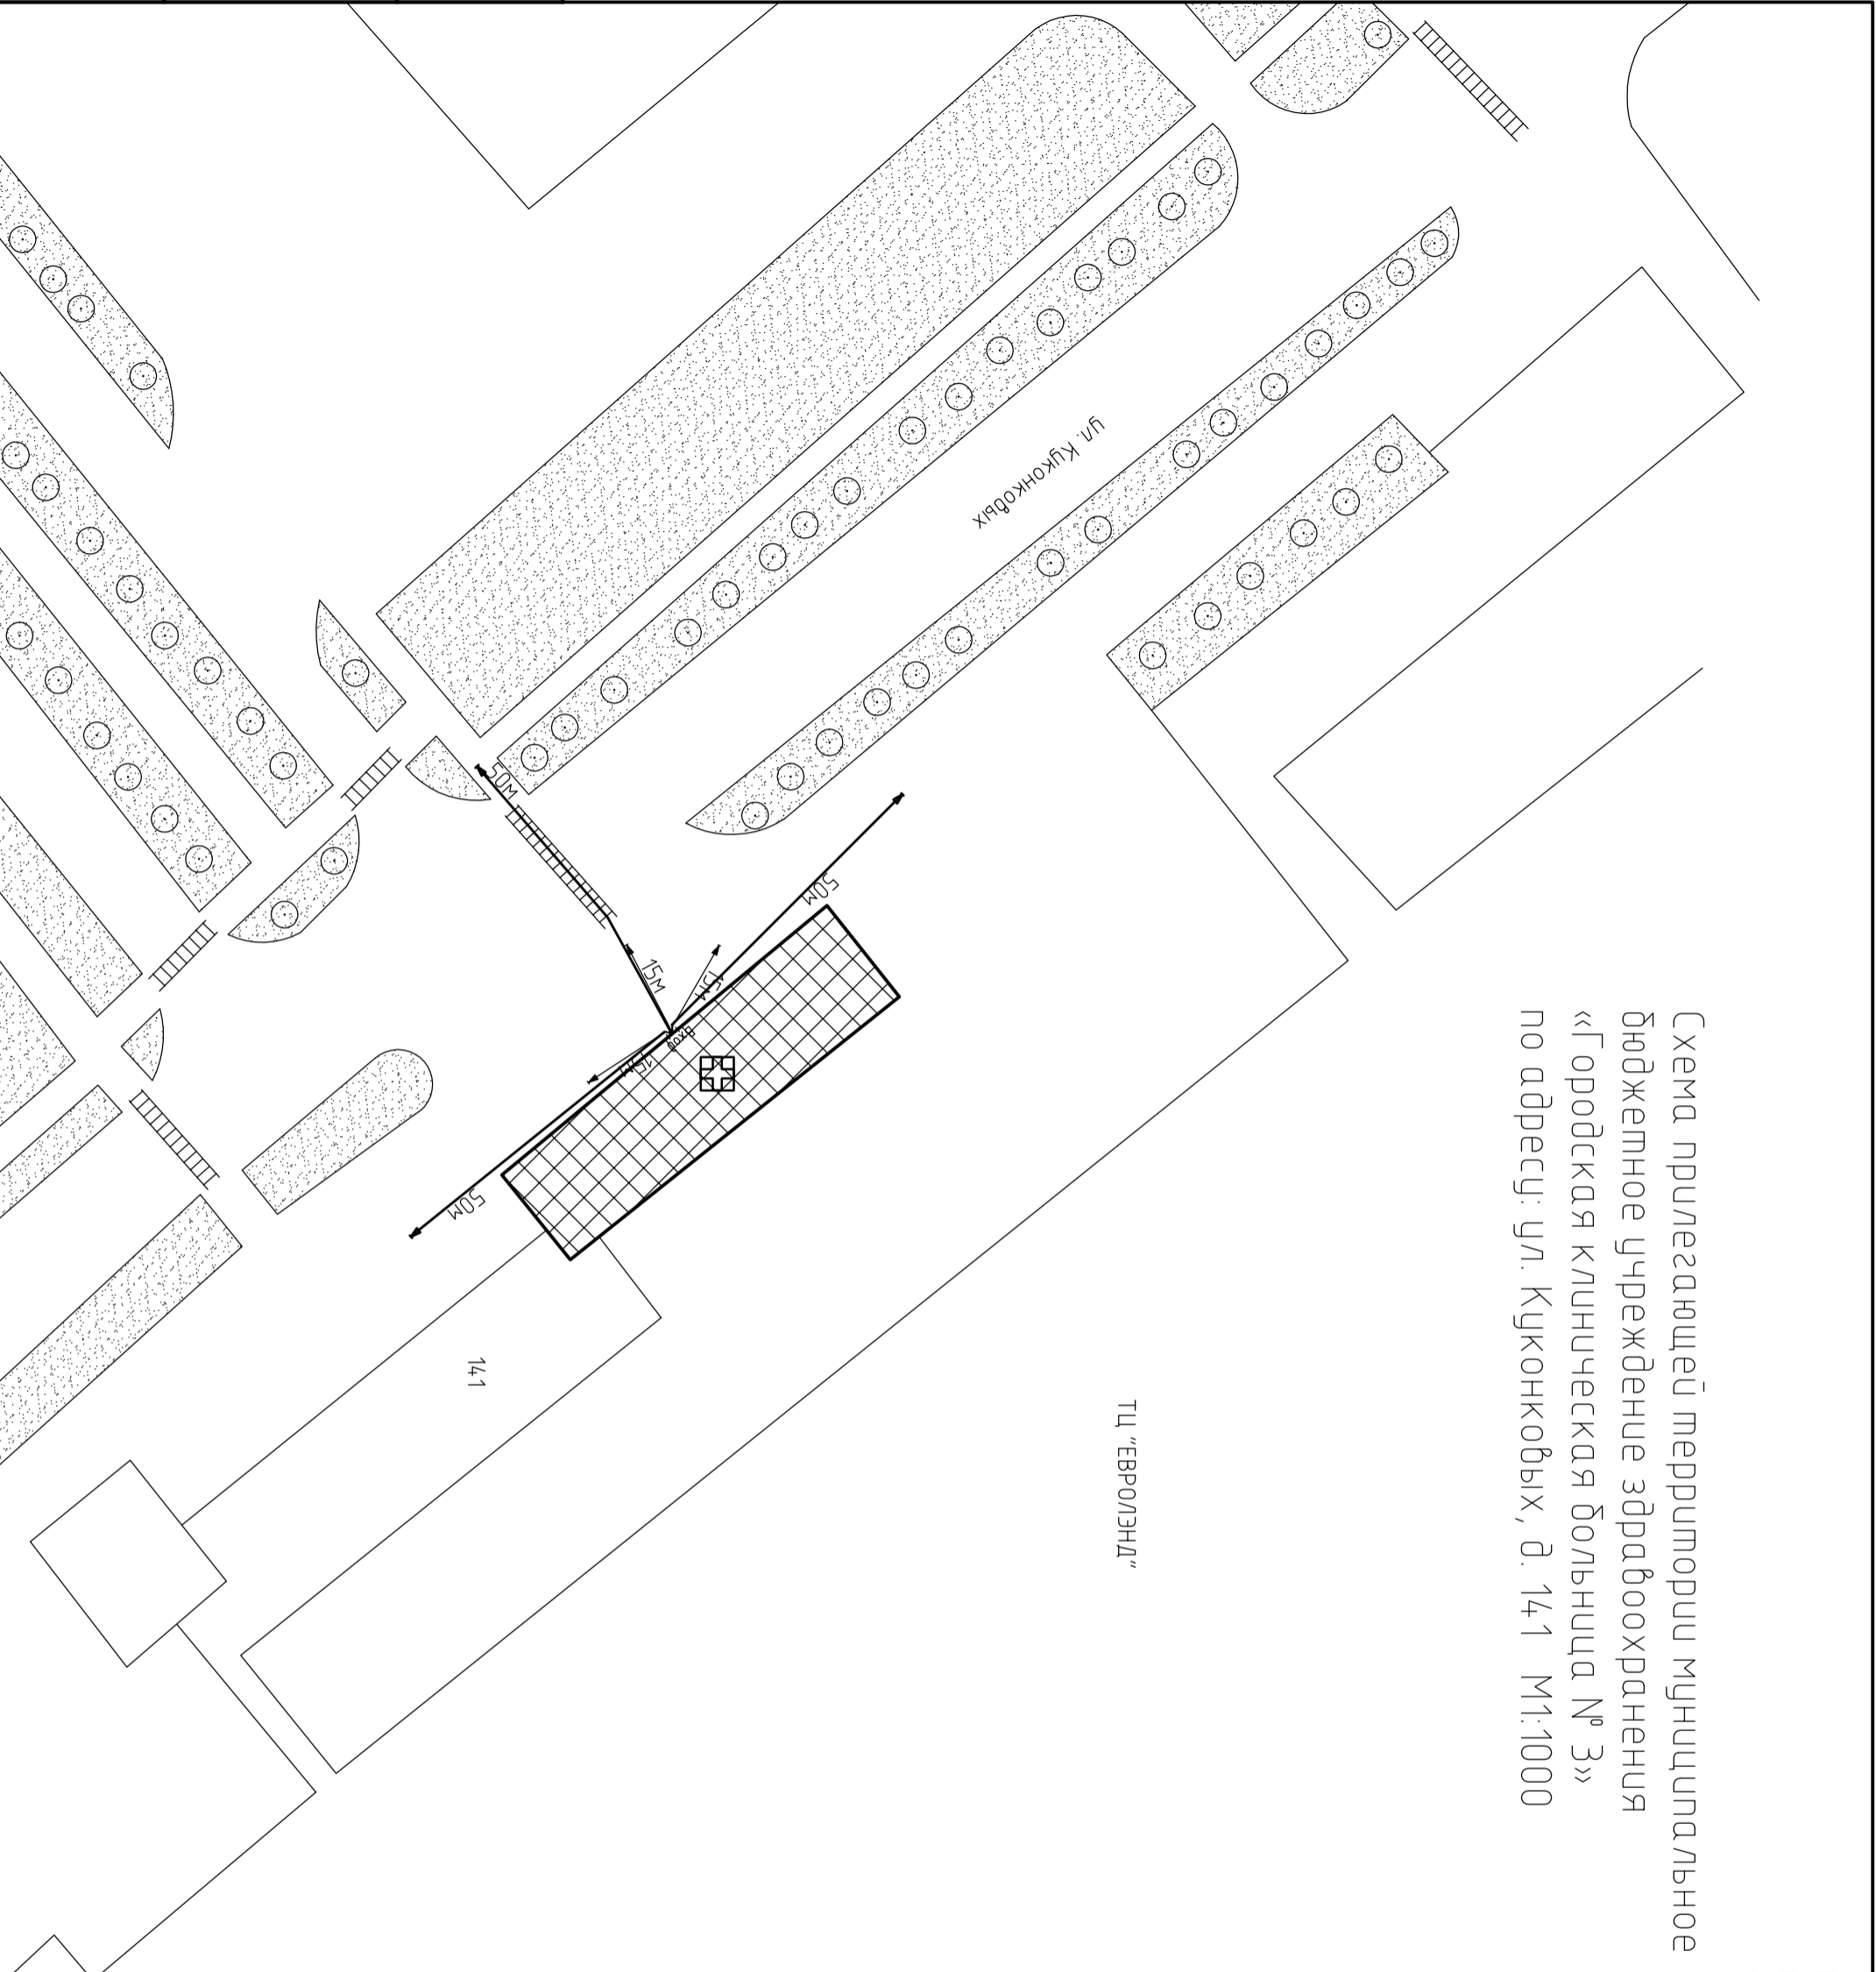 Схема прилегающей территории муниципальное
бюджетное учреждение здравоохранения
«Городская клиническая больница № 3»
по адресу: ул. Куконковых, д. 141 М1:1000
ул. Куконковых
ТЦ "ЕВРОЛЭНД"
50м
50м
15м
15м
вход
15м
50м
141